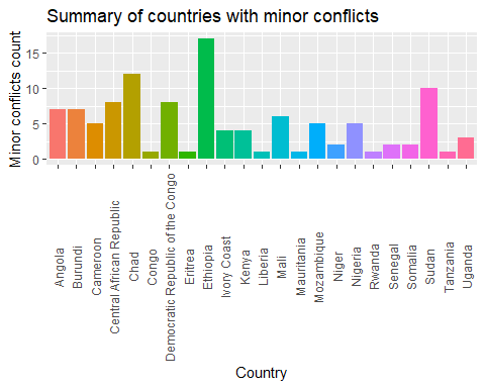 Summary of countries with minor conflicts
Minor conflicts count
15
10
5
0
Angola
Burundi
Cameroon
Central African Republic
Chad
Congo
Democratic Republic of the Congo
Eritrea
Ethiopia
Ivory Coast
Kenya
Liberia
Mali
Mauritania
Mozambique
Niger
Nigeria
Rwanda
Senegal
Somalia
Sudan
Tanzania
Uganda
Country